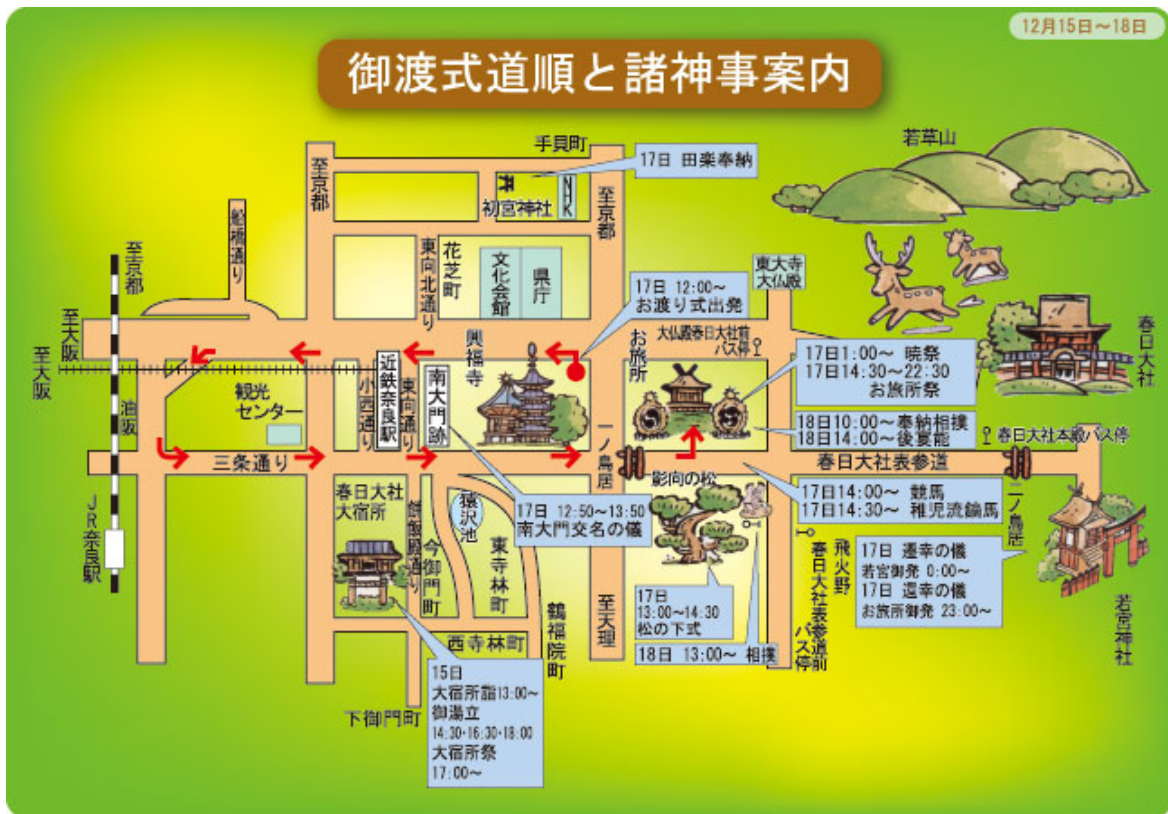 12月15日～18日
御渡式道順と諸神事案内
手貝町
若草山
17日 田楽奉納
至京都
NHK
初宮神社
至京都
船橋通り
至京都
東向北通り
花芝町
文化会館
県庁
東大寺
大仏殿
17日 12:00～
お渡り式出発
至大阪
至大阪
興福寺
お旅所
大仏殿春日大社前
バス停
春日大社
17日1:00～ 暁祭
17日14:30～22:30
お旅所祭
近鉄奈良駅
南大門跡
小西通り
東向通り
観光
センター
泊阪
18日10:00～奉納相撲
18日14:00～後宴能
春日大社本殿バス停
一ノ鳥居
三条通り
影向の松
春日大社表参道
二ノ鳥居
春日大社
大宿所
餅飯殿通り
猿沢池
17日 12:50～13:50
南大門交名の儀
17日14:00～ 競馬
17日14:30～ 稚児流鏑馬
JR奈良駅
今御門町
東寺林町
飛火野
春日大社表参道前
バス停
17日 遷幸の儀
若宮御発 0:00～
17日 還幸の儀
お旅所御発 23:00～
17日
13:00～14:30
松の下式
至天理
鶴福院町
若宮神社
西寺林町
18日 13:00～ 相撲
15日
大宿所詣13:00～
御湯立
14:30・16:30・18:00
大宿所祭
17:00～
下御門町